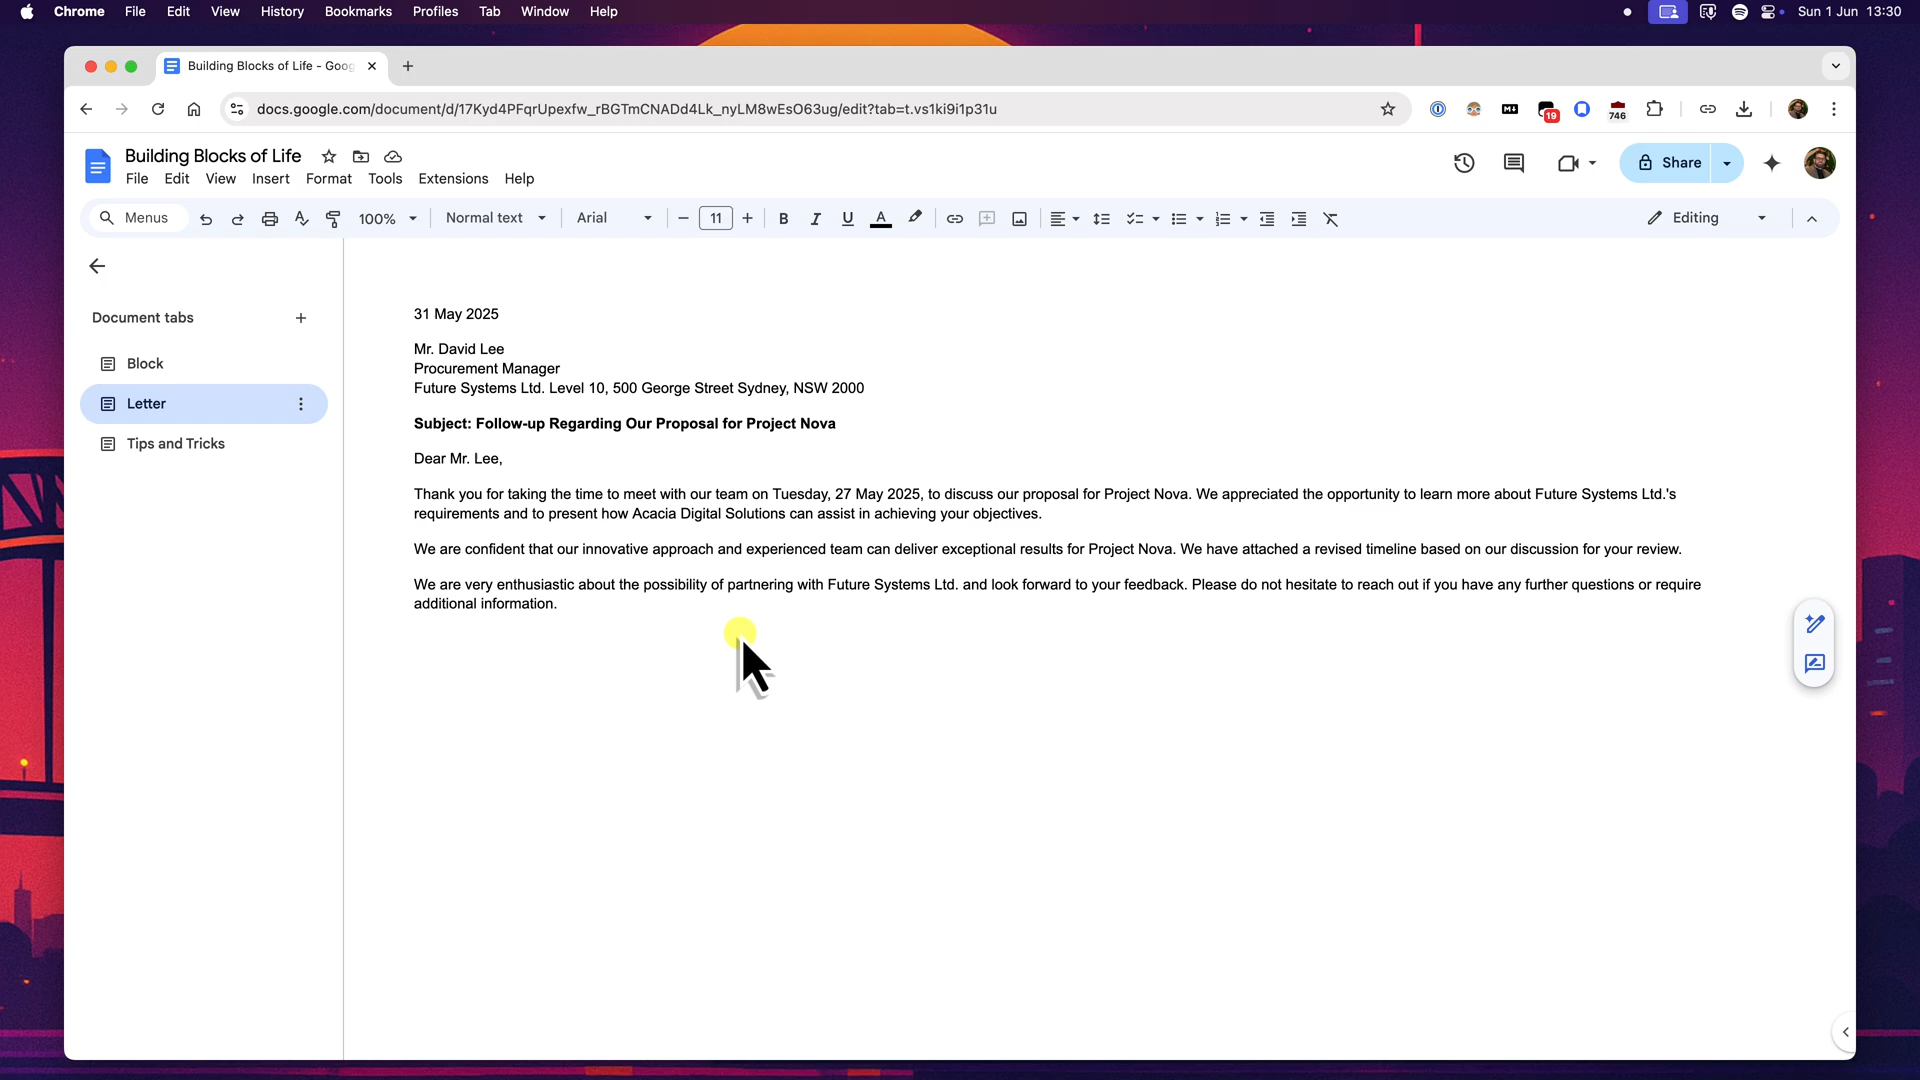 Chrome File Edit View History Bookmarks Profiles Tab Window Help Sun 1 Jun 13:30
Building Blocks of Life - Goog
docs.google.com/document/d/17Kyd4PFqrUpexfw_rBGTmCNADd4Lk_nyLM8wEsO63ug/edit?tab=t.vs1ki9i1p31u
M
19
746
Building Blocks of Life
File Edit View Insert Format Tools Extensions Help
Share
Menus 100% Normal text Arial 11 B I U A Editing
Document tabs
Block
Letter
Tips and Tricks
31 May 2025
Mr. David Lee
Procurement Manager
Future Systems Ltd. Level 10, 500 George Street Sydney, NSW 2000
Subject: Follow-up Regarding Our Proposal for Project Nova
Dear Mr. Lee,
Thank you for taking the time to meet with our team on Tuesday, 27 May 2025, to discuss our proposal for Project Nova. We appreciated the opportunity to learn more about Future Systems Ltd.'s
requirements and to present how Acacia Digital Solutions can assist in achieving your objectives.
We are confident that our innovative approach and experienced team can deliver exceptional results for Project Nova. We have attached a revised timeline based on our discussion for your review.
We are very enthusiastic about the possibility of partnering with Future Systems Ltd. and look forward to your feedback. Please do not hesitate to reach out if you have any further questions or require
additional information.